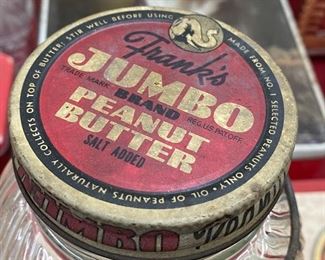 OIL OF PEANUTS NATURALLY COLLECTS ON TOP OF BUTTER: STIR WELL BEFORE USING
MADE FROM NO. 1 SELECTED PEANUTS ONLY
Frank's
JUMBO
TRADE MARK BRAND REG. U.S. PAT. OFF.
PEANUT
BUTTER
SALT ADDED
JUMBO